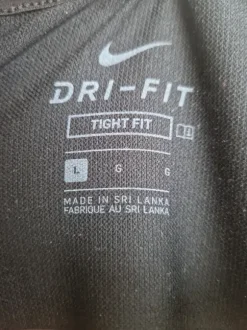 DRI-FIT
TIGHT FIT
L G G
MADE IN SRI LANKA
FABRIQUE AU SRI LANKA